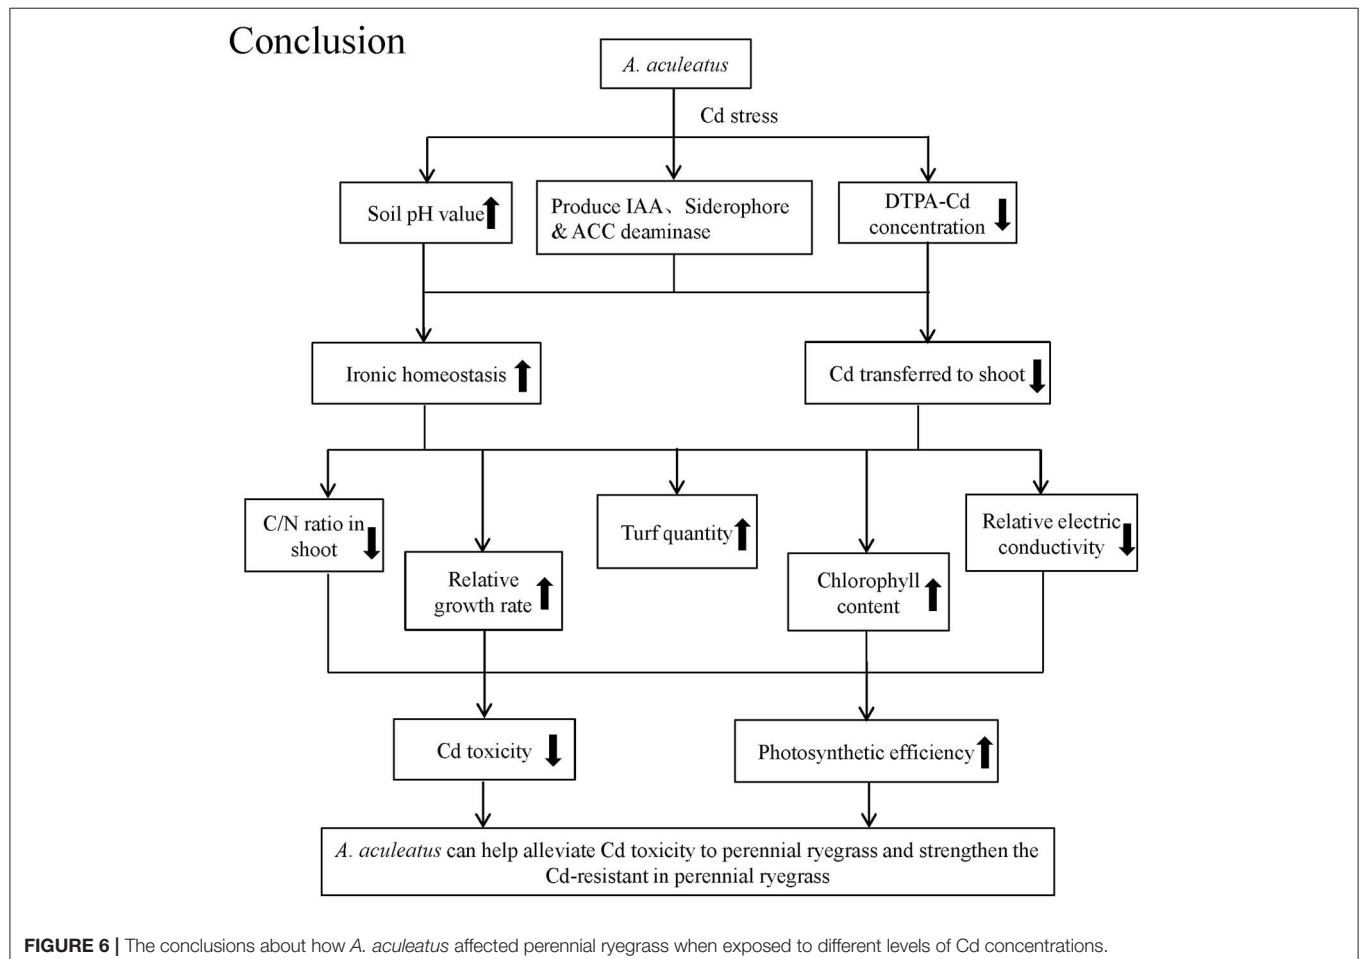 Conclusion
A. aculeatus
Cd stress
Soil pH value
Produce IAA、Siderophore
& ACC deaminase
DTPA-Cd
concentration
Ironic homeostasis
Cd transferred to shoot
C/N ratio in
shoot
Relative
growth rate
Turf quantity
Chlorophyll
content
Relative electric
conductivity
Cd toxicity
Photosynthetic efficiency
A. aculeatus can help alleviate Cd toxicity to perennial ryegrass and strengthen the
Cd-resistant in perennial ryegrass
FIGURE 6 | The conclusions about how A. aculeatus affected perennial ryegrass when exposed to different levels of Cd concentrations.